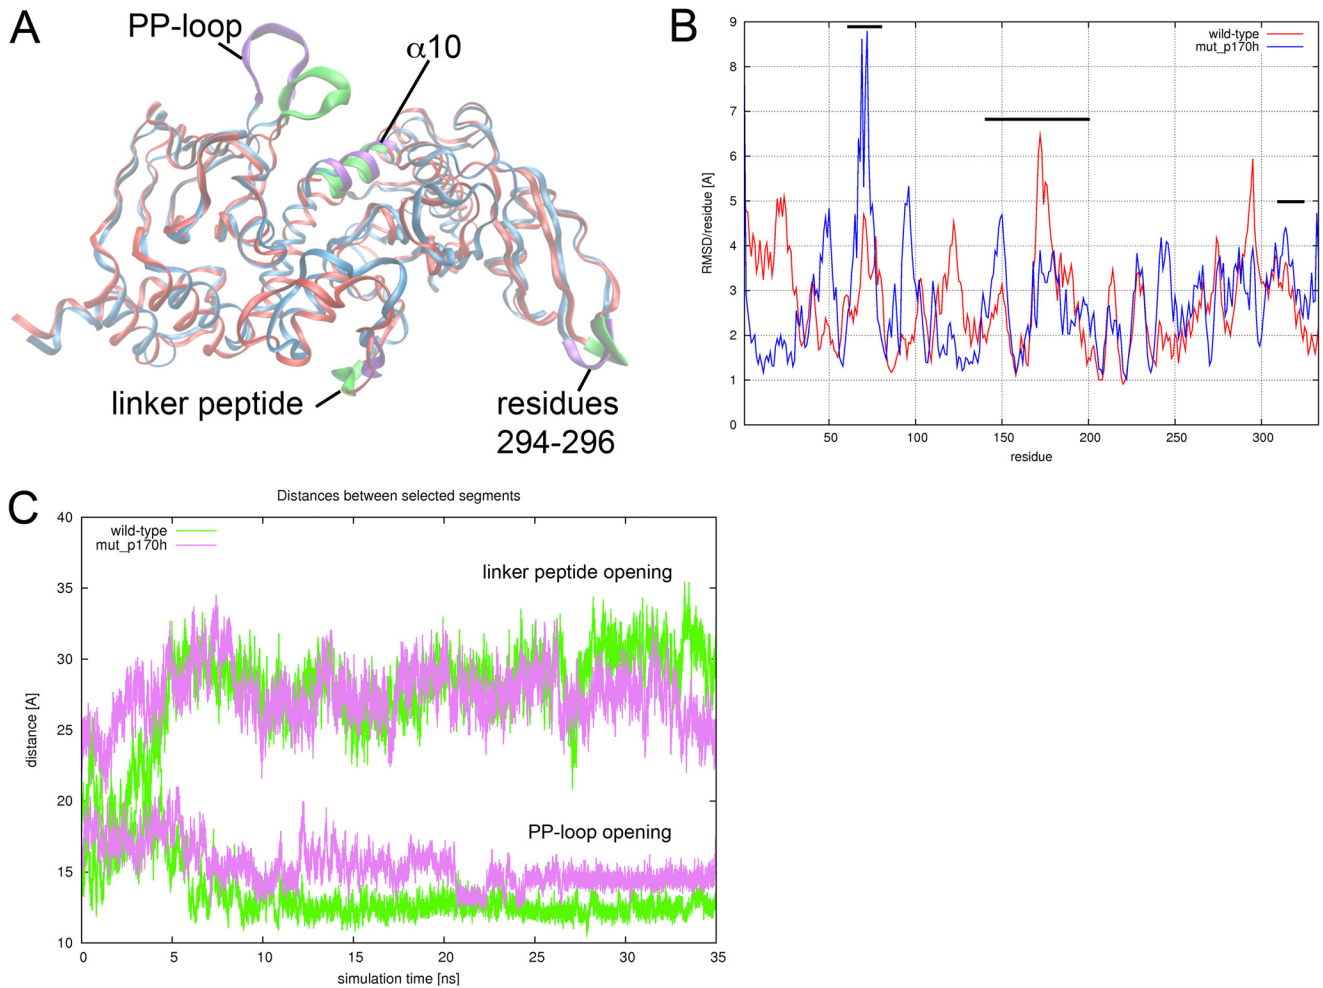 A
PP-loop
α10
linker peptide
residues
294-296
B
wild-type
mut_p170h
RMSD/residue [A]
9
8
7
6
5
4
3
2
1
0
50
100
150
200
250
300
residue
C
Distances between selected segments
wild-type
mut_p170h
linker peptide opening
PP-loop opening
distance [A]
40
35
30
25
20
15
10
0
5
10
15
20
25
30
35
simulation time [ns]